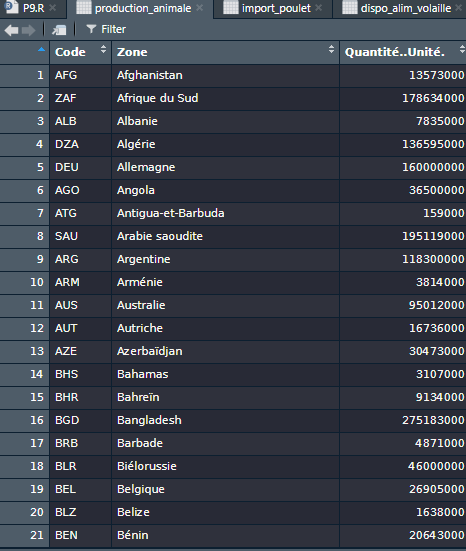 P9.R production_animale import_poulet dispo_alim_volaille
Filter
Code Zone Quantité..Unité.
1 AFG Afghanistan 13573000
2 ZAF Afrique du Sud 178634000
3 ALB Albanie 7835000
4 DZA Algérie 136595000
5 DEU Allemagne 160000000
6 AGO Angola 36500000
7 ATG Antigua-et-Barbuda 159000
8 SAU Arabie saoudite 195119000
9 ARG Argentine 118300000
10 ARM Arménie 3814000
11 AUS Australie 95012000
12 AUT Autriche 16736000
13 AZE Azerbaïdjan 30473000
14 BHS Bahamas 3107000
15 BHR Bahreïn 9134000
16 BGD Bangladesh 275183000
17 BRB Barbade 4871000
18 BLR Biélorussie 46000000
19 BEL Belgique 26905000
20 BLZ Belize 1638000
21 BEN Bénin 20643000